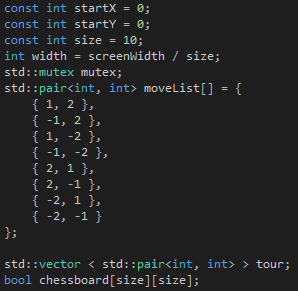 const int startX = 0;
const int startY = 0;
const int size = 10;
int width = screenWidth / size;
std::mutex mutex;
std::pair<int, int> moveList[] = {
    { 1, 2 },
    { -1, 2 },
    { 1, -2 },
    { -1, -2 },
    { 2, 1 },
    { 2, -1 },
    { -2, 1 },
    { -2, -1 }
};

std::vector < std::pair<int, int> > tour;
bool chessboard[size][size];